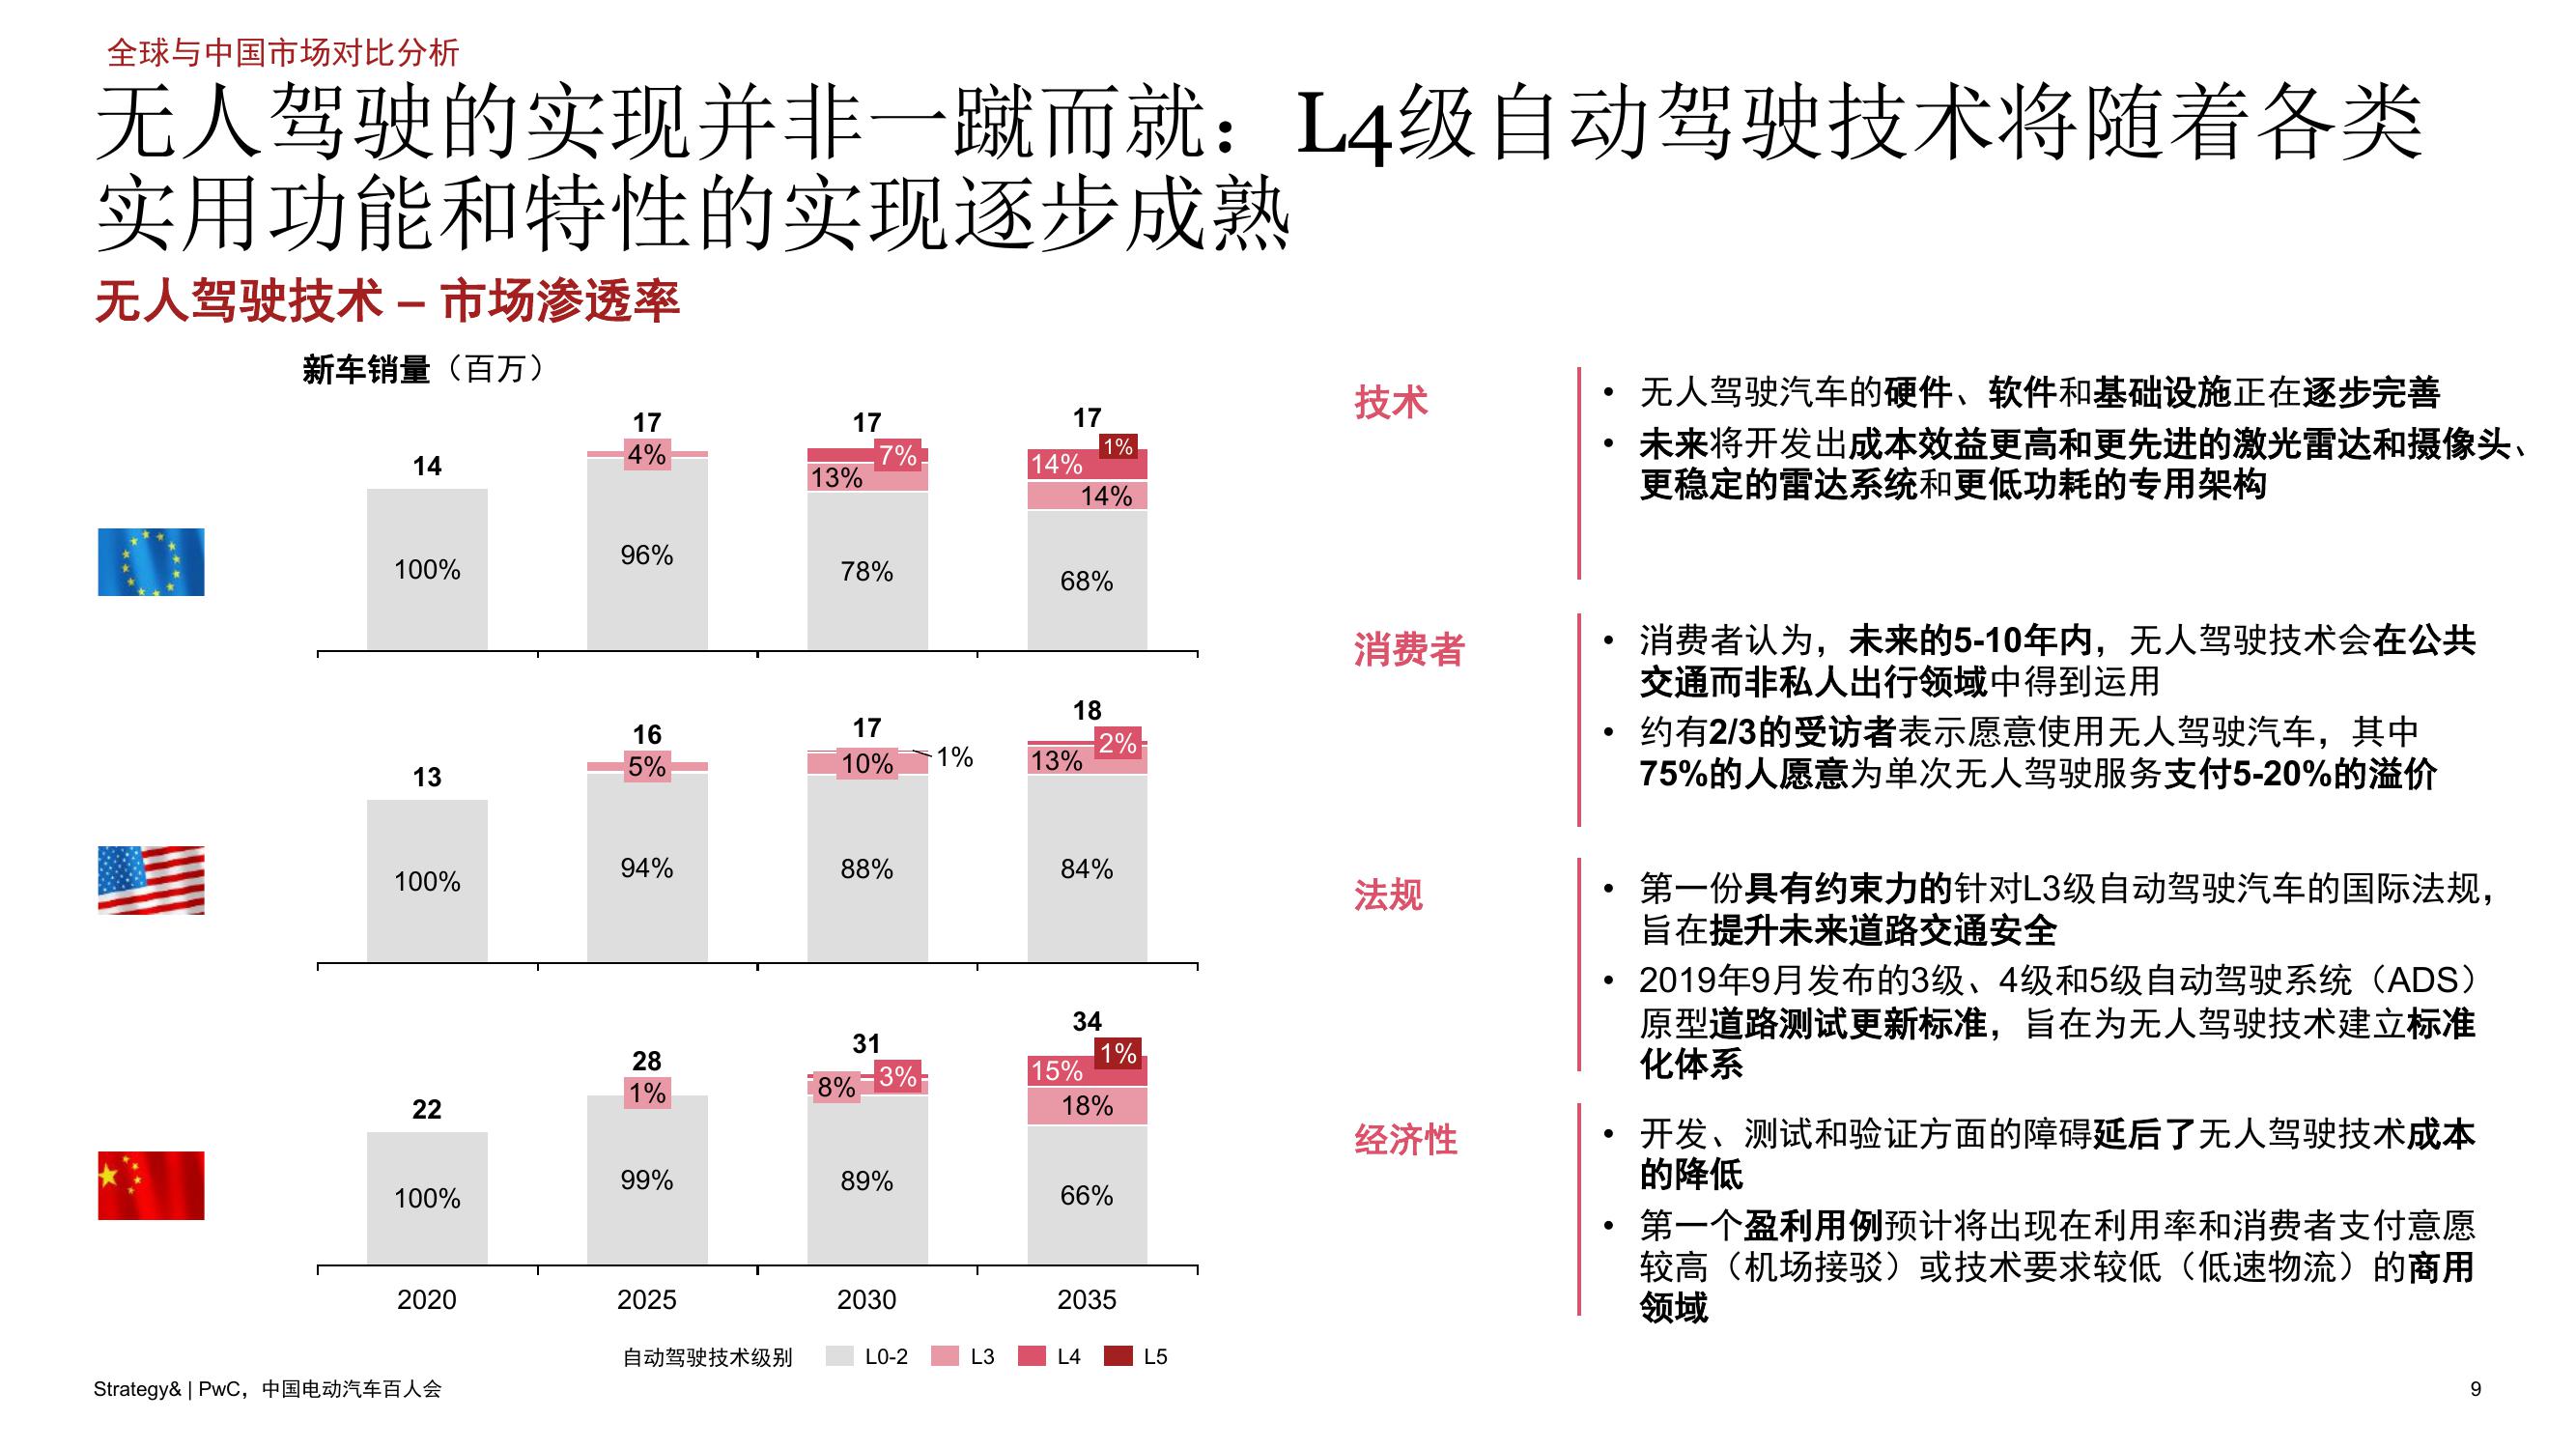 全球与中国市场对比分析
无人驾驶的实现并非一蹴而就：L4级自动驾驶技术将随着各类
实用功能和特性的实现逐步成熟
无人驾驶技术 – 市场渗透率
新车销量（百万）
14
17
17
17
4%
7%
13%
1%
14%
14%
100%
96%
78%
68%
13
16
17
18
5%
10%
1%
2%
13%
100%
94%
88%
84%
22
28
31
34
1%
8%
3%
1%
15%
18%
100%
99%
89%
66%
2020
2025
2030
2035
自动驾驶技术级别
L0-2
L3
L4
L5
技术
• 无人驾驶汽车的硬件、软件和基础设施正在逐步完善
• 未来将开发出成本效益更高和更先进的激光雷达和摄像头、
更稳定的雷达系统和更低功耗的专用架构
消费者
• 消费者认为，未来的5-10年内，无人驾驶技术会在公共
交通而非私人出行领域中得到运用
• 约有2/3的受访者表示愿意使用无人驾驶汽车，其中
75%的人愿意为单次无人驾驶服务支付5-20%的溢价
法规
• 第一份具有约束力的针对L3级自动驾驶汽车的国际法规，
旨在提升未来道路交通安全
• 2019年9月发布的3级、4级和5级自动驾驶系统（ADS）
原型道路测试更新标准，旨在为无人驾驶技术建立标准
化体系
经济性
• 开发、测试和验证方面的障碍延后了无人驾驶技术成本
的降低
• 第一个盈利用例预计将出现在利用率和消费者支付意愿
较高（机场接驳）或技术要求较低（低速物流）的商用
领域
Strategy& | PwC，中国电动汽车百人会
9